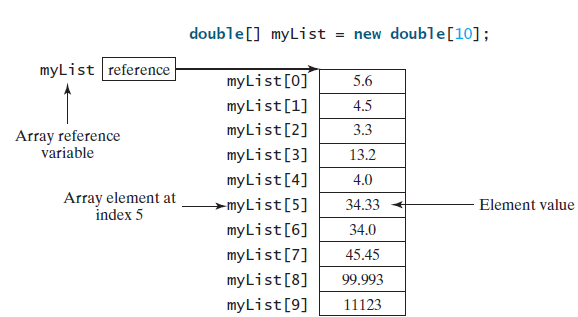 double[] myList = new double[10];
myList reference
myList[0] 5.6
myList[1] 4.5
Array reference
variable
myList[2] 3.3
myList[3] 13.2
myList[4] 4.0
Array element at
index 5
myList[5] 34.33 Element value
myList[6] 34.0
myList[7] 45.45
myList[8] 99.993
myList[9] 11123